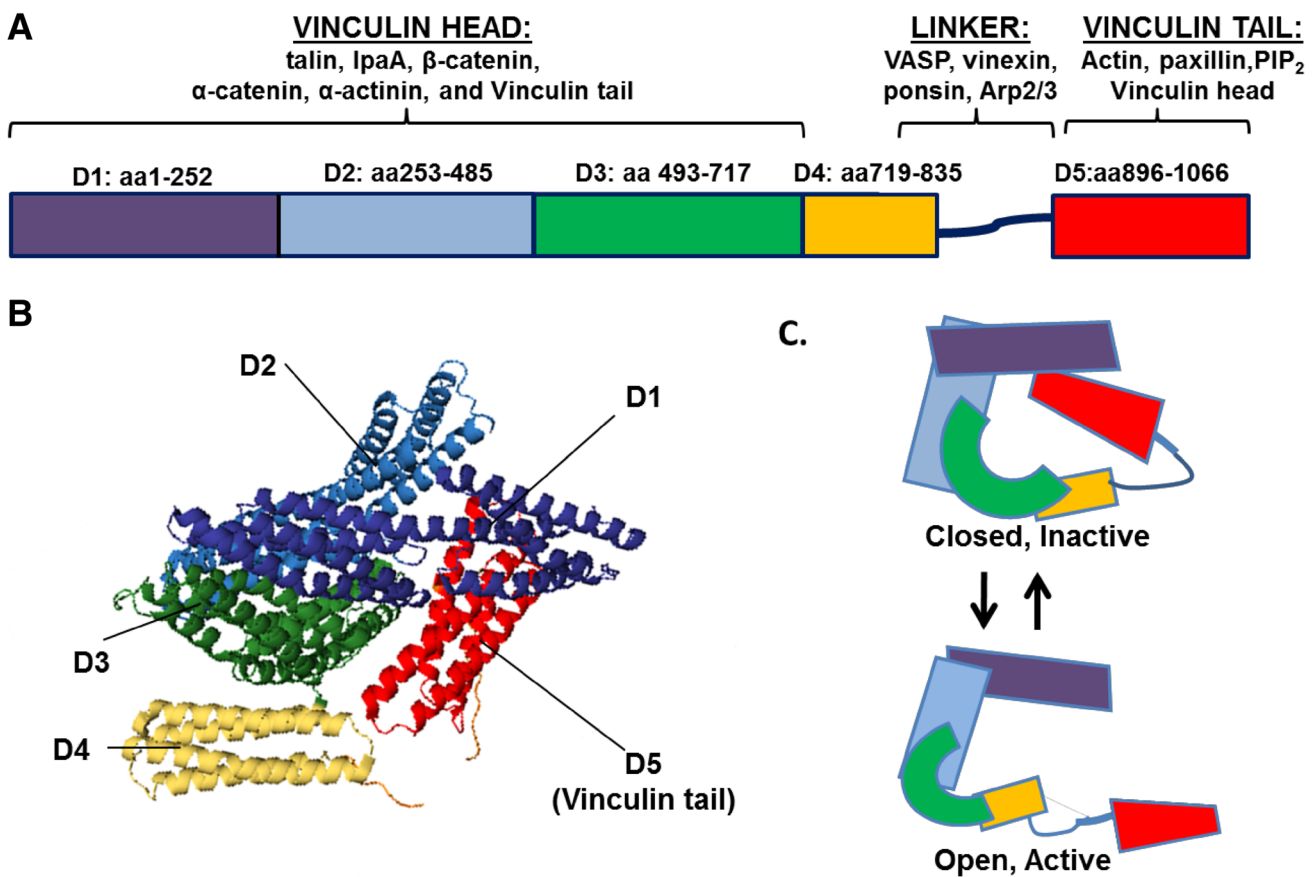 A
VINCULIN HEAD:
talin, IpaA, β-catenin,
α-catenin, α-actinin, and Vinculin tail
LINKER:
VASP, vinexin,
ponsin, Arp2/3
VINCULIN TAIL:
Actin, paxillin,PIP2
Vinculin head
D1: aa1-252
D2: aa253-485
D3: aa 493-717
D4: aa719-835
D5:aa896-1066
B
D2
D1
D3
D4
D5
(Vinculin tail)
C.
Closed, Inactive
Open, Active